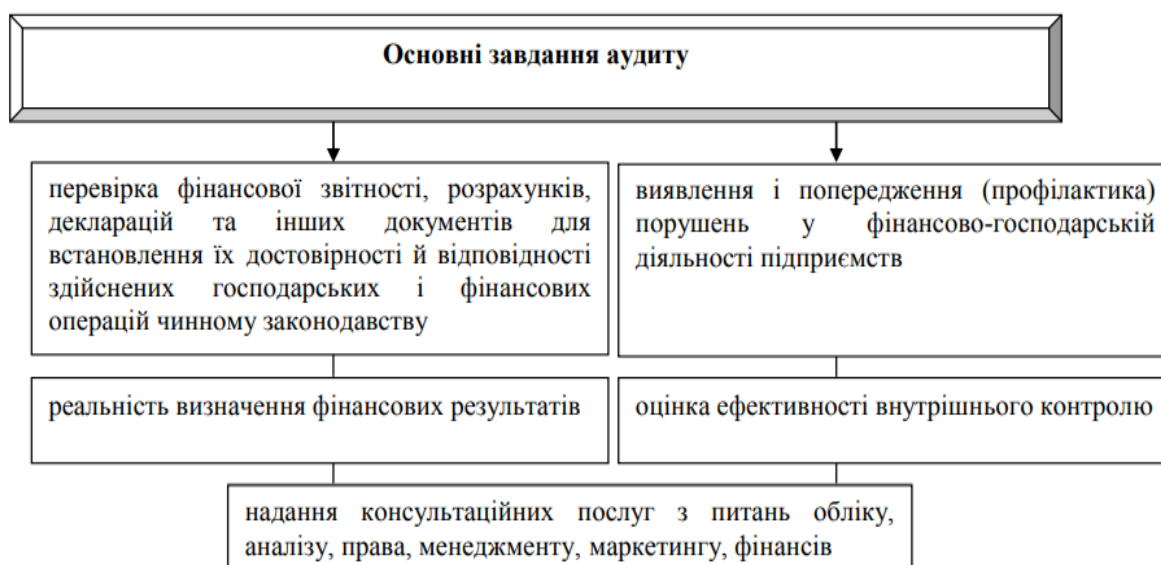 Основні завдання аудиту
перевірка фінансової звітності, розрахунків,
декларацій та інших документів для
встановлення їх достовірності й відповідності
здійснених господарських і фінансових
операцій чинному законодавству
виявлення і попередження (профілактика)
порушень у фінансово-господарській
діяльності підприємств
реальність визначення фінансових результатів
оцінка ефективності внутрішнього контролю
надання консультаційних послуг з питань обліку,
аналізу, права, менеджменту, маркетингу, фінансів